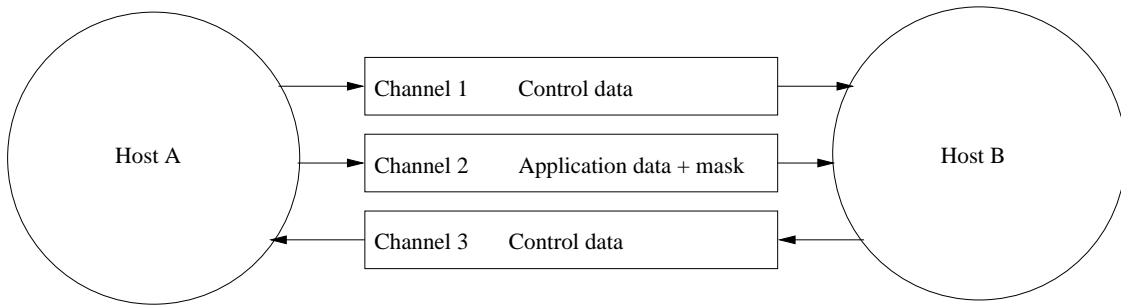 Channel 1 Control data
Host A
Channel 2 Application data + mask
Host B
Channel 3 Control data